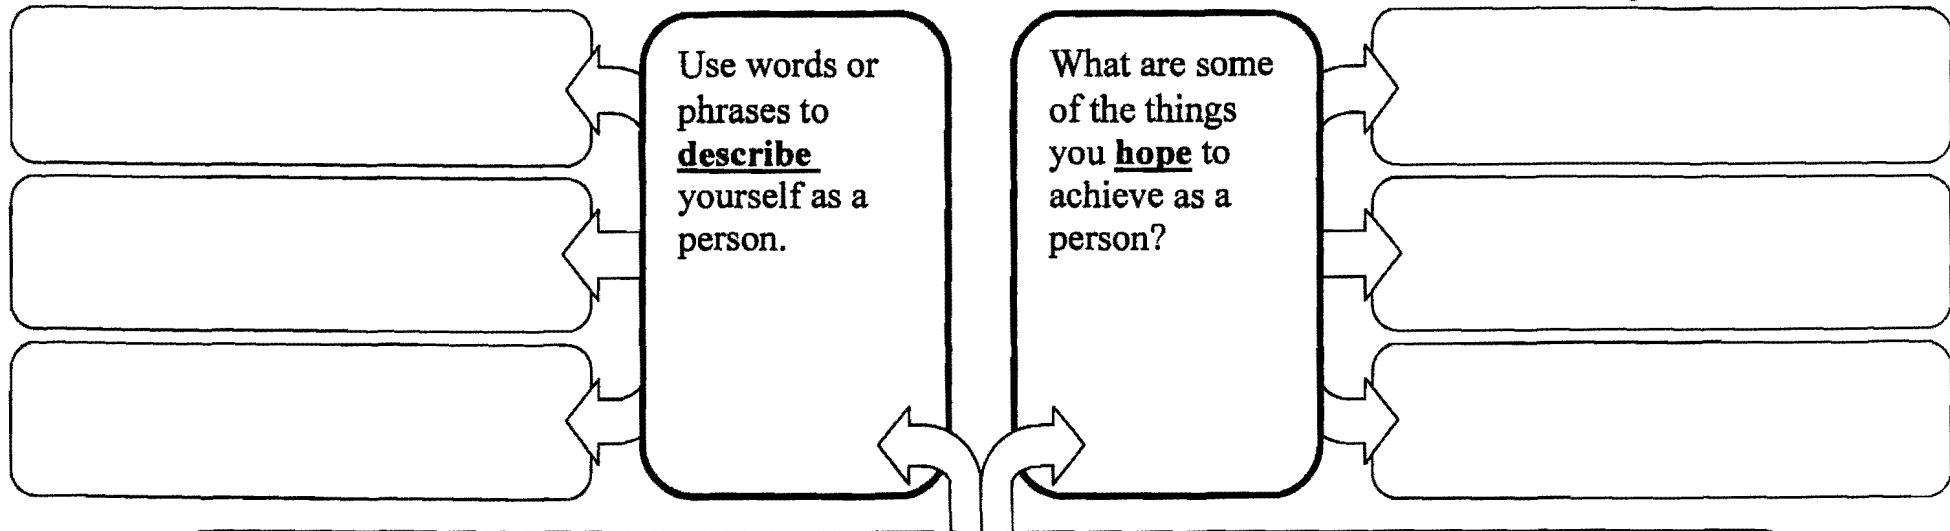 Use words or
phrases to
describe
yourself as a
person.
What are some
of the things
you hope to
achieve as a
person?